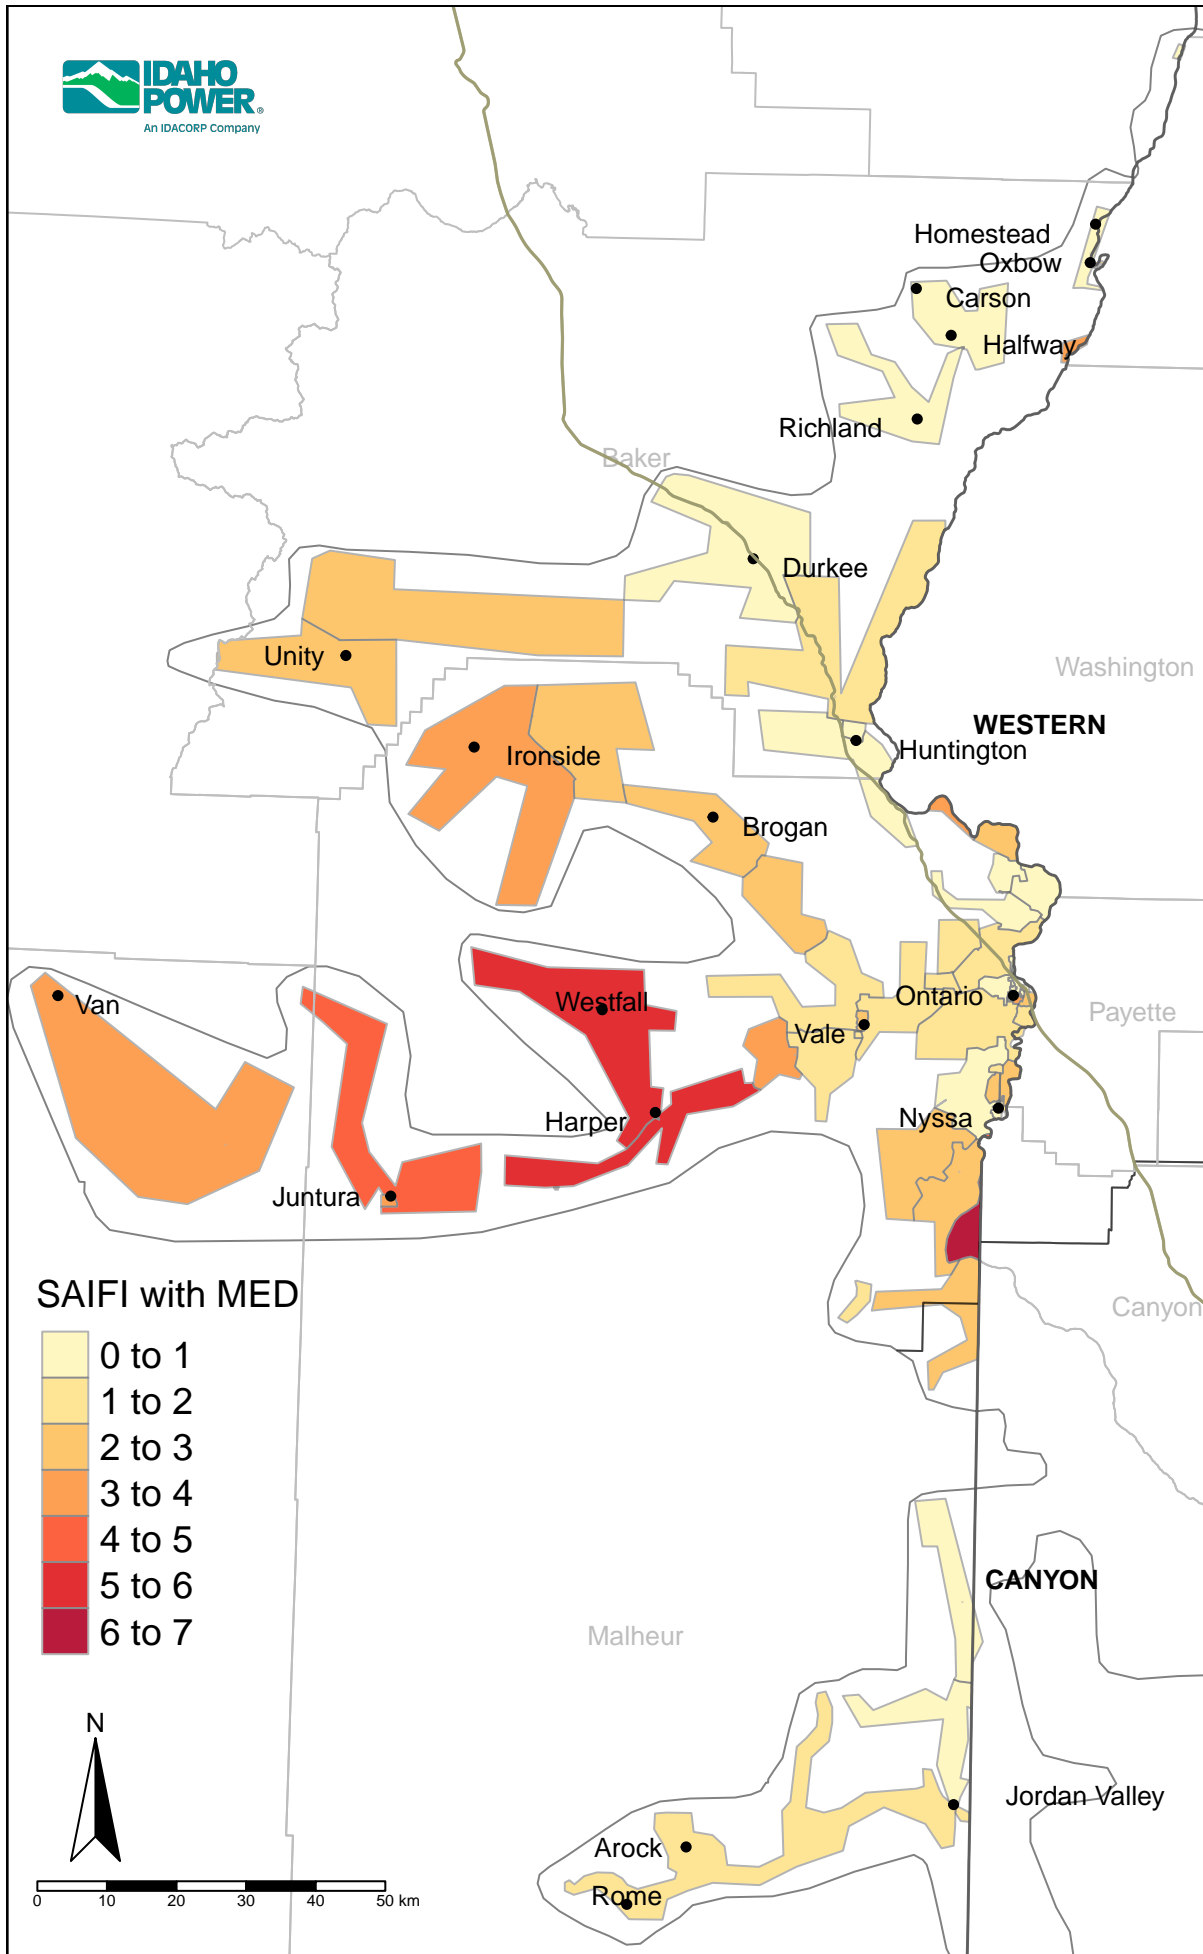 IDAHO
POWER®
An IDACORP Company
Homestead
Oxbow
Carson
Halfway
Richland
Baker
Durkee
Unity
Washington
WESTERN
Huntington
Ironside
Brogan
Westfall
Van
Ontario
Payette
Vale
Harper
Nyssa
Juntura
SAIFI with MED
Canyon
0 to 1
1 to 2
2 to 3
3 to 4
4 to 5
5 to 6
6 to 7
CANYON
Malheur
N
Jordan Valley
Arock
Rome
0 10 20 30 40 50 km